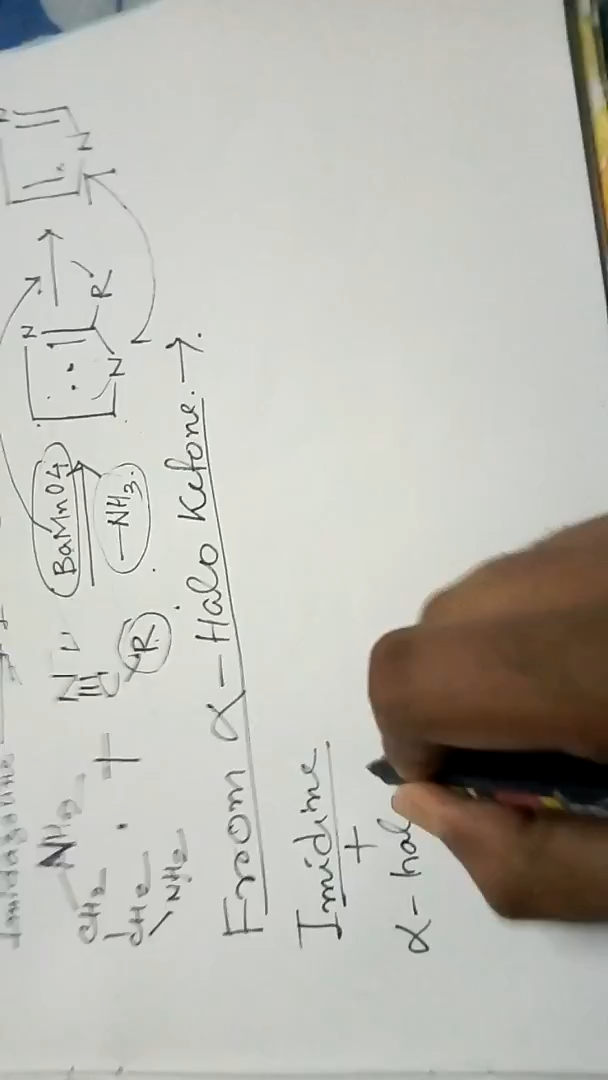 NH2
CH2
CH2
NH2
+
N
C
R
BaMnO4
-NH3.
N
N
R
N
N
From α-Halo Ketone. →.
Imidine
+
α-hal